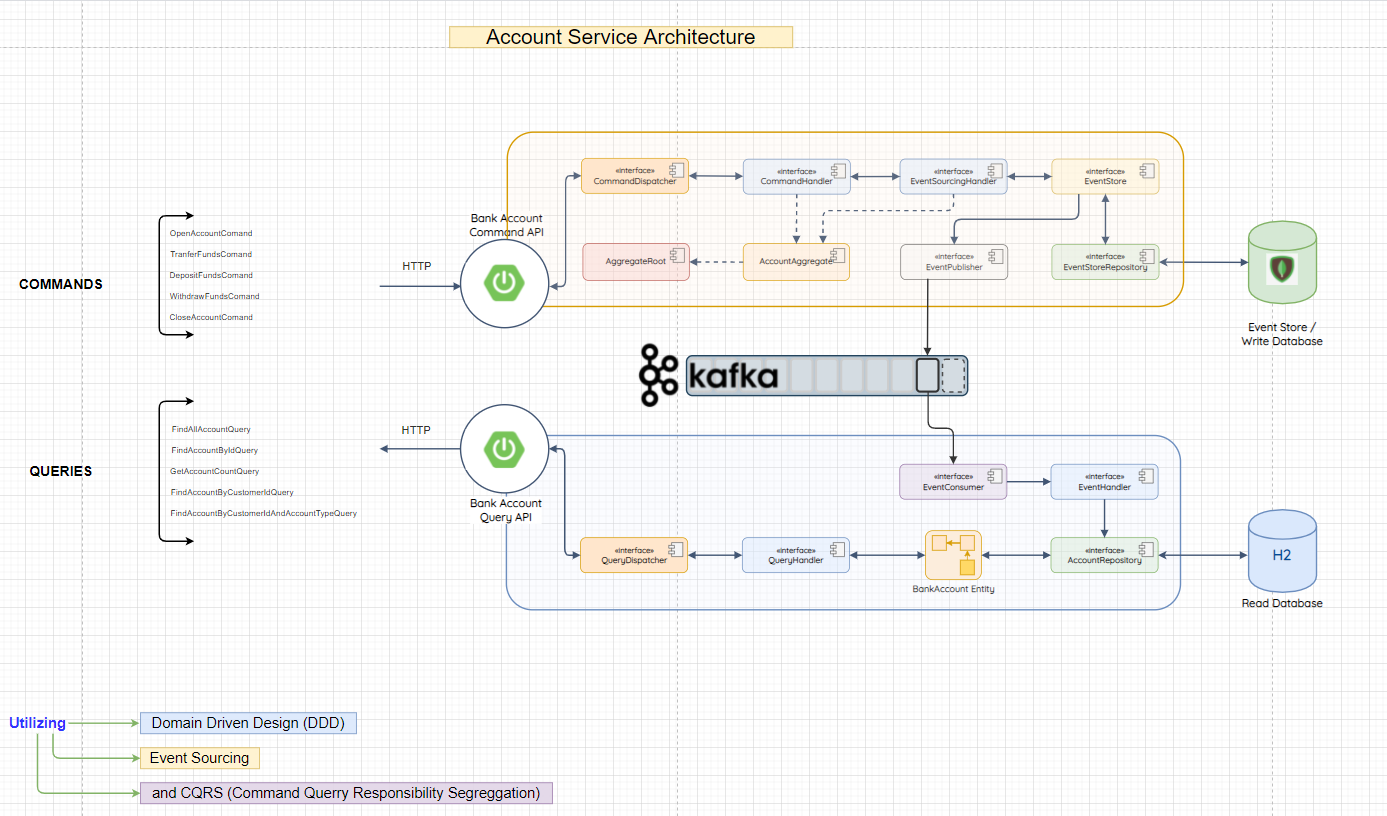 Account Service Architecture
«interface»
CommandDispatcher
«interface»
CommandHandler
«interface»
EventSourcingHandler
«interface»
EventStore
Bank Account
Command API
OpenAccountComand
TranferFundsComand
DepositFundsComand
WithdrawFundsComand
CloseAccountComand
COMMANDS
HTTP
AggregateRoot
AccountAggregate
«interface»
EventPublisher
«interface»
EventStoreRepository
Event Store /
Write Database
kafka
FindAllAccountQuery
FindAccountByIdQuery
GetAccountCountQuery
FindAccountByCustomerIdQuery
FindAccountByCustomerIdAndAccountTypeQuery
QUERIES
HTTP
Bank Account
Query API
«interface»
EventConsumer
«interface»
EventHandler
«interface»
QueryDispatcher
«interface»
QueryHandler
BankAccount Entity
«interface»
AccountRepository
H2
Read Database
Utilizing
Domain Driven Design (DDD)
Event Sourcing
and CQRS (Command Querry Responsibility Segreggation)